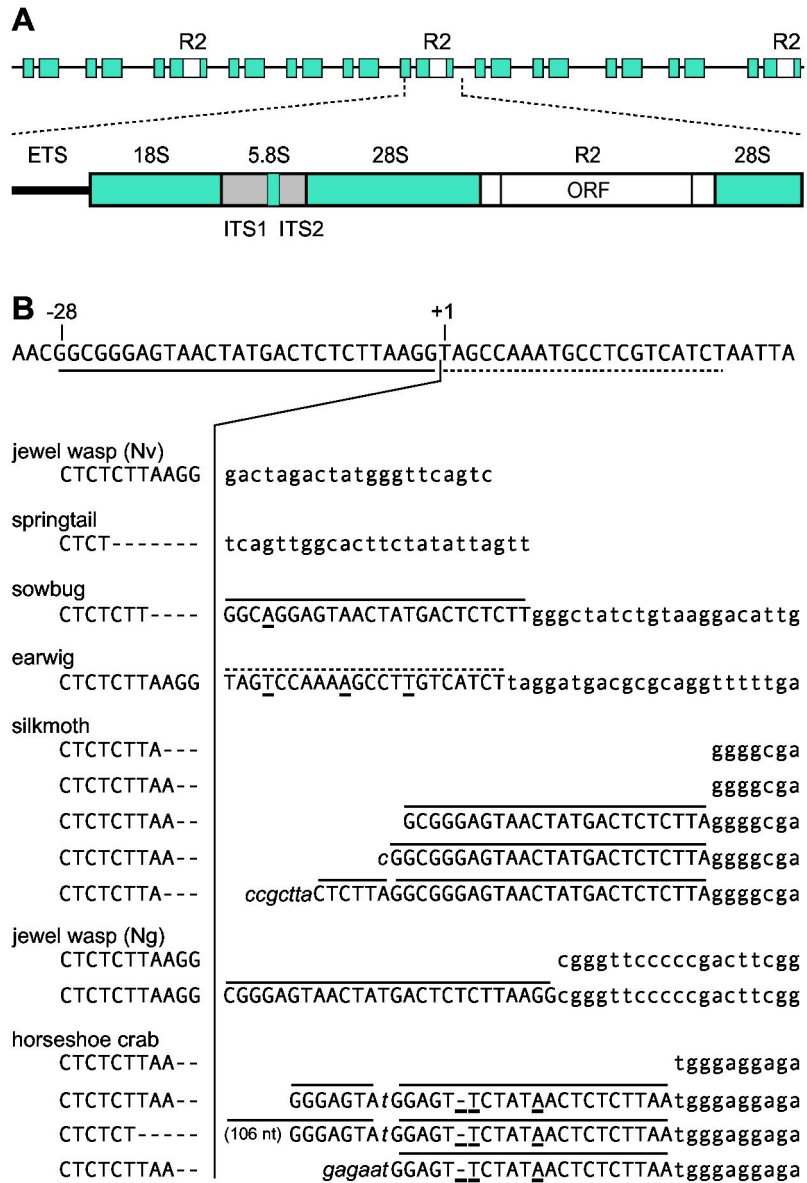 A
R2 R2 R2
ETS 18S 5.8S 28S R2 28S
ORF
ITS1 ITS2
B
-28 +1
AACGGCGGGAGTAACTATGACTCTCTTAAGGTAGCCAAATGCCTCGTCATCTAATTA
jewel wasp (Nv)
CTCTCTTAAGG gactagactatgggttcagtc
springtail
CTCT------- tcagttggcacttctatattagtt
sowbug
CTCTCTT---- GGCAGGAGTAACTATGACTCTCTTgggctatctgtaaggacattg
earwig
CTCTCTTAAGG TAGTCCAAAAGCCTTGTCATCTtaggatgacgcgcaggtttttga
silkmoth
CTCTCTTA--- ggggcga
CTCTCTTAA-- ggggcga
CTCTCTTAA-- GCGGGAGTAACTATGACTCTCTTAggggcga
CTCTCTTAA-- cGGCGGGAGTAACTATGACTCTCTTAggggcga
CTCTCTTA--- ccgcttaCTCTTAGGCGGGAGTAACTATGACTCTCTTAggggcga
jewel wasp (Ng)
CTCTCTTAAGG cgggttcccccgacttcgg
CTCTCTTAAGG CGGGAGTAACTATGACTCTCTTAAGGcgggttcccccgacttcgg
horseshoe crab
CTCTCTTAA-- tgggaggaga
CTCTCTTAA-- GGGAGTAtGGAGT-TCTATAACTCTCTTAAtgggaggaga
CTCTCT----- (106 nt) GGGAGTAtGGAGT-TCTATAACTCTCTTAAtgggaggaga
CTCTCTTAA-- gagaatGGAGT-TCTATAACTCTCTTAAtgggaggaga